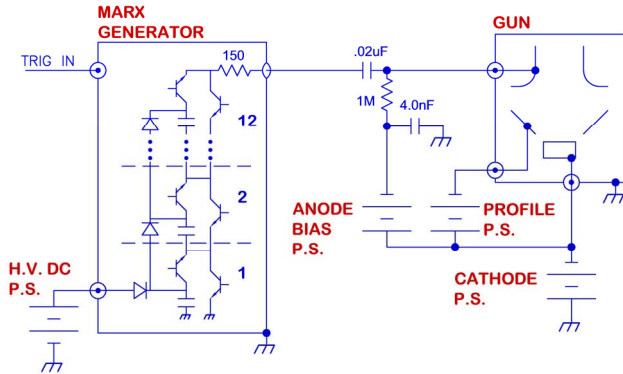 MARX
GENERATOR
GUN
TRIG IN
150
.02uF
1M
4.0nF
12
2
1
H.V. DC
P.S.
ANODE
BIAS
P.S.
PROFILE
P.S.
CATHODE
P.S.